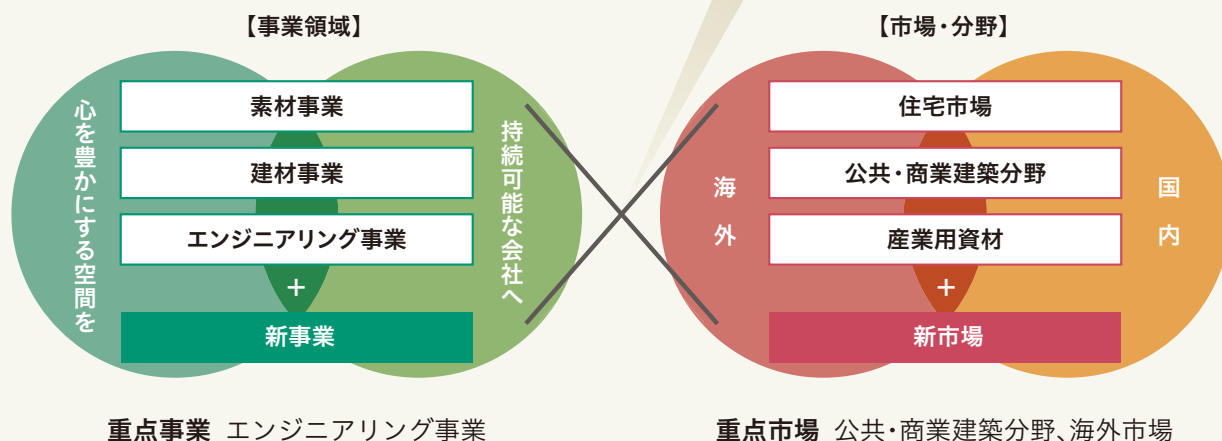 【事業領域】
心を豊かにする空間を
素材事業
建材事業
エンジニアリング事業
+
新事業
持続可能な会社へ
重点事業 エンジニアリング事業
【市場・分野】
海外
住宅市場
公共・商業建築分野
産業用資材
+
新市場
国内
重点市場 公共・商業建築分野、海外市場